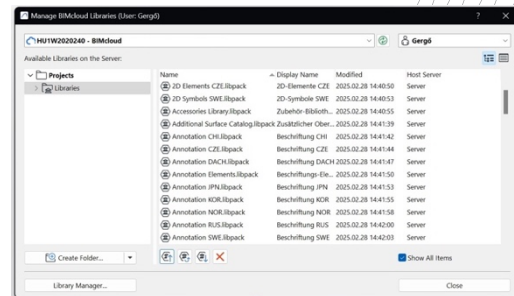 Manage BIMcloud Libraries (User: Gergő)
HU1W2020240 - BIMcloud
Gergő
Available Libraries on the Server:
Projects
Libraries
Name Display Name Modified Host Server
2D Elements CZE.libpack 2D-Elemente CZE 2025.02.28 14:40:50 Server
2D Symbols SWE.libpack 2D-Symbole SWE 2025.02.28 14:40:53 Server
Accessories Library.libpack Zubehör-Biblioth... 2025.02.28 14:40:55 Server
Additional Surface Catalog.libpack Zusätzlicher Ober... 2025.02.28 14:41:39 Server
Annotation CHI.libpack Beschriftung CHI 2025.02.28 14:41:42 Server
Annotation CZE.libpack Beschriftung CZE 2025.02.28 14:41:44 Server
Annotation DACH.libpack Beschriftung DACH 2025.02.28 14:41:47 Server
Annotation Elements.libpack Beschriftungs-Ele... 2025.02.28 14:41:50 Server
Annotation JPN.libpack Beschriftung JPN 2025.02.28 14:41:53 Server
Annotation KOR.libpack Beschriftung KOR 2025.02.28 14:41:55 Server
Annotation NOR.libpack Beschriftung NOR 2025.02.28 14:41:58 Server
Annotation RUS.libpack Beschriftung RUS 2025.02.28 14:42:00 Server
Annotation SWE.libpack Beschriftung SWE 2025.02.28 14:42:03 Server
Create Folder...
Show All Items
Library Manager...
Close